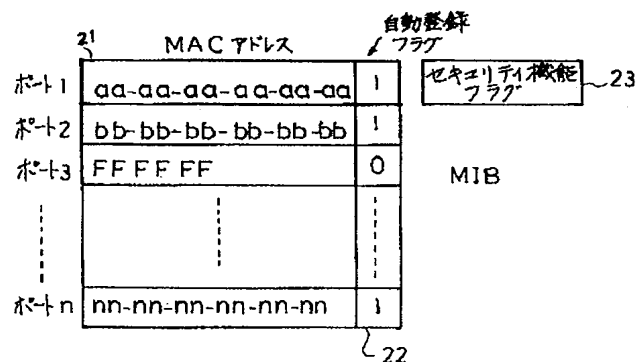 21
MACアドレス
自動登録
フラグ
ポート1 aa-aa-aa-aa-aa-aa 1
セキュリティ機能
フラグ
23
ポート2 bb-bb-bb-bb-bb-bb 1
ポート3 FF FF FF 0
MIB
ポートn nn-nn-nn-nn-nn-nn 1
22